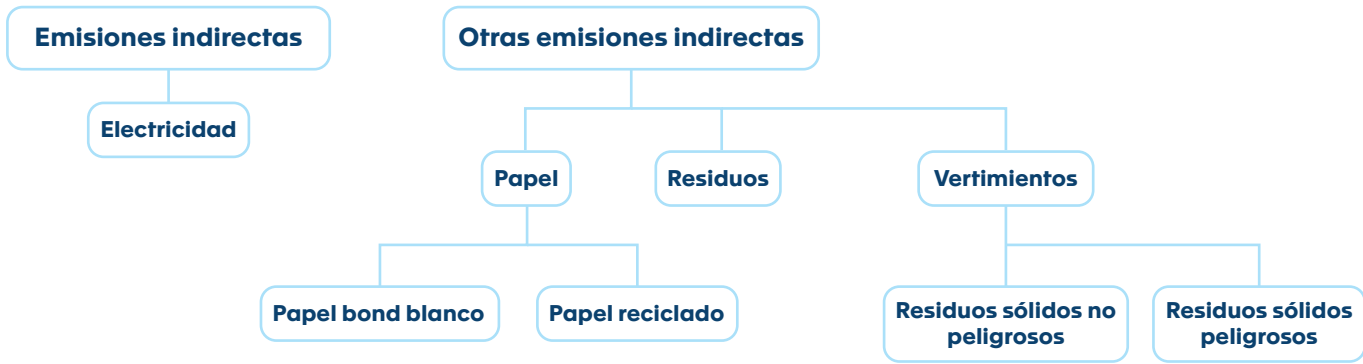 Emisiones indirectas
Otras emisiones indirectas
Electricidad
Papel
Residuos
Vertimientos
Papel bond blanco
Papel reciclado
Residuos sólidos no
peligrosos
Residuos sólidos
peligrosos